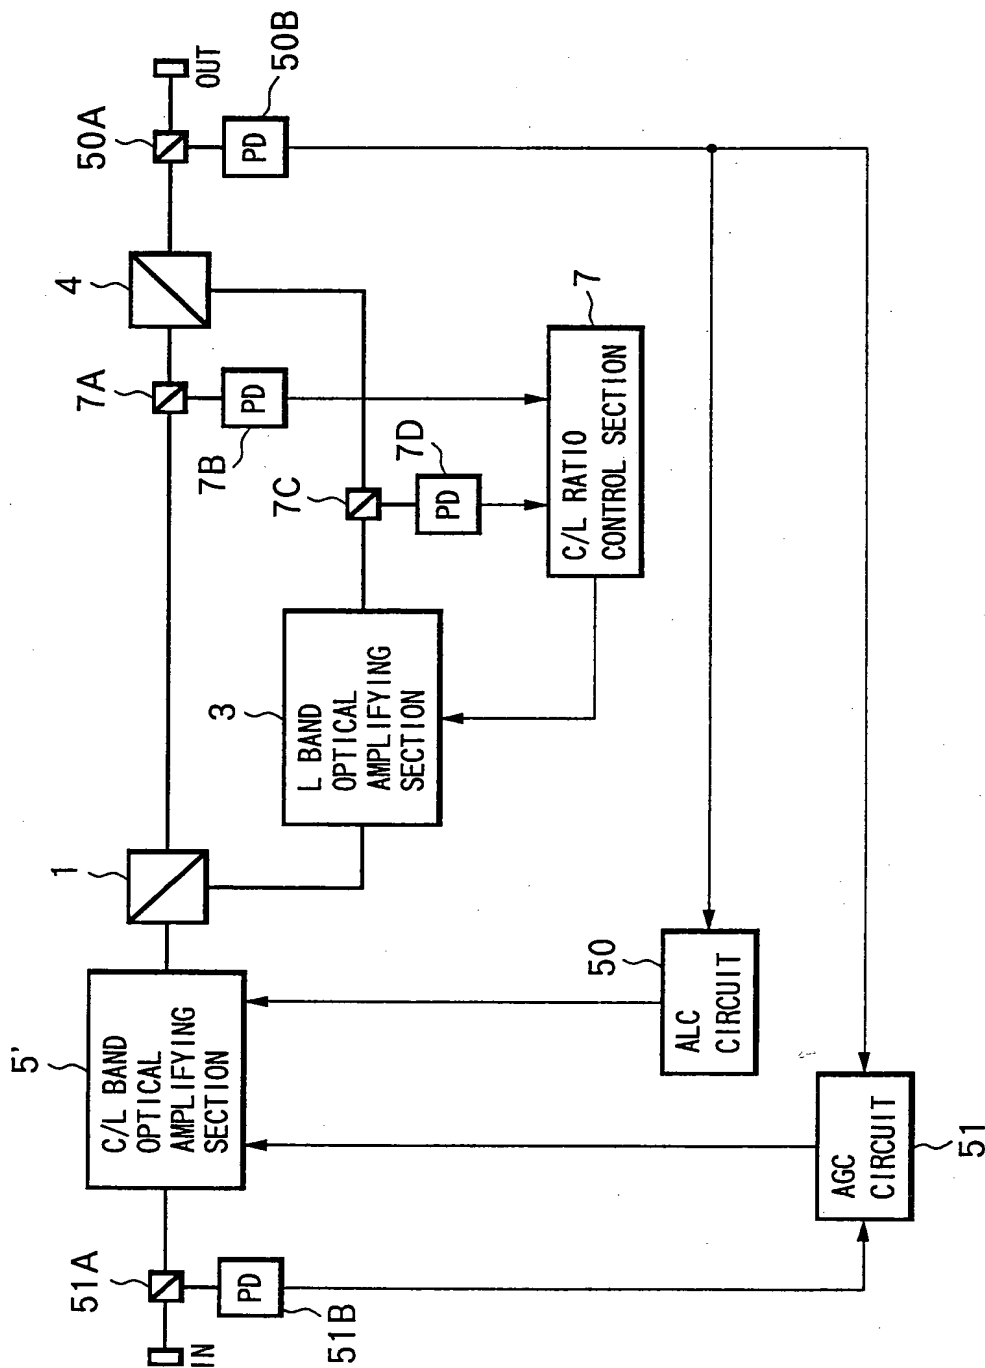 IN
51A
PD
51B
5'
C/L BAND
OPTICAL
AMPLIFYING
SECTION
1
3
L BAND
OPTICAL
AMPLIFYING
SECTION
7A
PD
7B
7C
PD
7D
4
50A
PD
50B
OUT
7
C/L RATIO
CONTROL SECTION
50
ALC
CIRCUIT
AGC
CIRCUIT
51